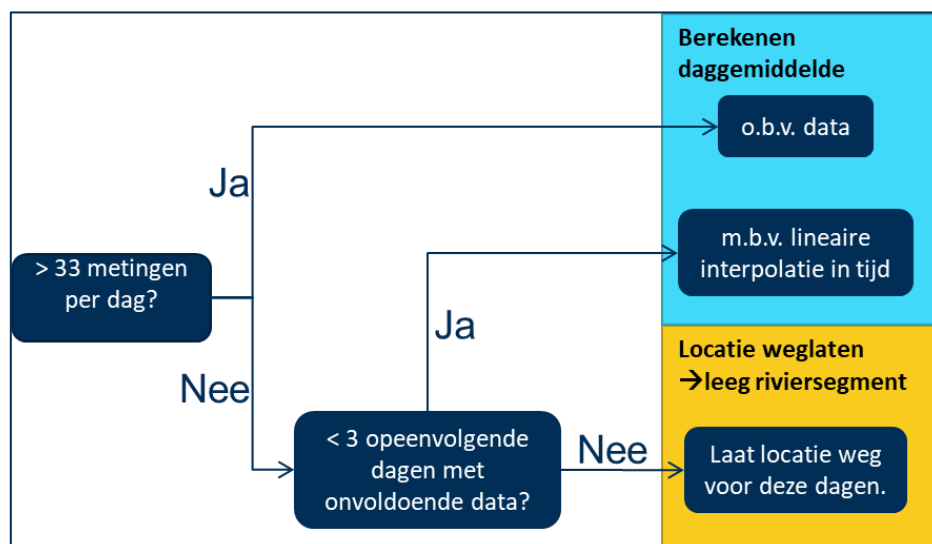 Berekenen
daggemiddelde
o.b.v. data
Ja
m.b.v. lineaire
interpolatie in tijd
> 33 metingen
per dag?
Ja
Nee
Locatie weglaten
→leeg riviersegment
< 3 opeenvolgende
dagen met
onvoldoende data?
Nee
Laat locatie weg
voor deze dagen.